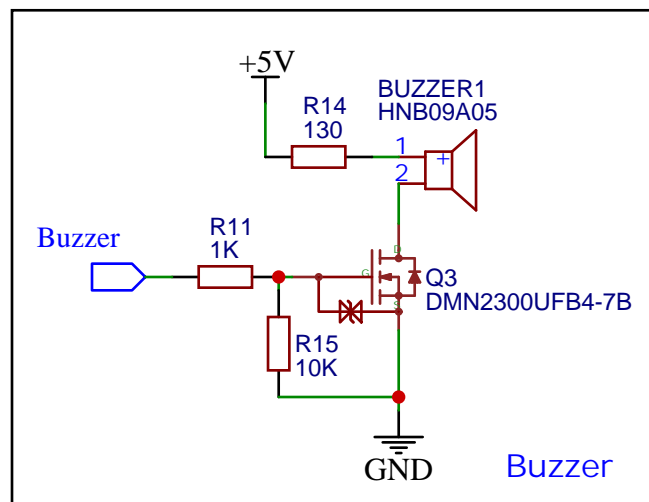 +5V
BUZZER1
HNB09A05
R14
130
1
+
2
Buzzer
R11
1K
D
G
S
Q3
DMN2300UFB4-7B
R15
10K
GND
Buzzer